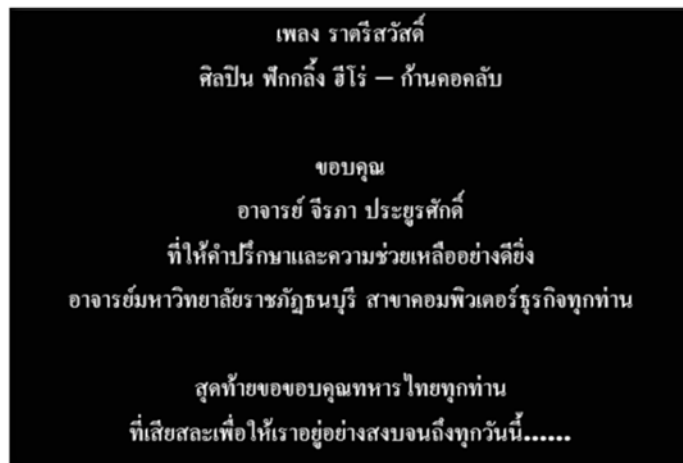 เพลง ราตรีสวัสดิ์
ศิลปิน ฟักกลิ้ง ฮีโร่ – ก้านคอคลับ
ขอบคุณ
อาจารย์ จีรภา ประยูรศักดิ์
ที่ให้คำปรึกษาและความช่วยเหลืออย่างดียิ่ง
อาจารย์มหาวิทยาลัยราชภัฏธนบุรี สาขาคอมพิวเตอร์ธุรกิจทุกท่าน
สุดท้ายขอขอบคุณทหารไทยทุกท่าน
ที่เสียสละเพื่อให้เราอยู่อย่างสงบจนถึงทุกวันนี้......